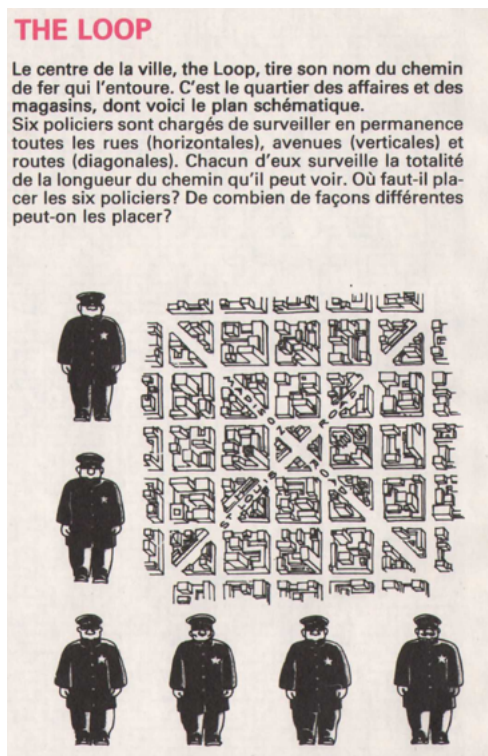 THE LOOP
Le centre de la ville, the Loop, tire son nom du chemin
de fer qui l'entoure. C'est le quartier des affaires et des
magasins, dont voici le plan schématique.
Six policiers sont chargés de surveiller en permanence
toutes les rues (horizontales), avenues (verticales) et
routes (diagonales). Chacun d'eux surveille la totalité
de la longueur du chemin qu'il peut voir. Où faut-il pla-
cer les six policiers? De combien de façons différentes
peut-on les placer?
ROAD